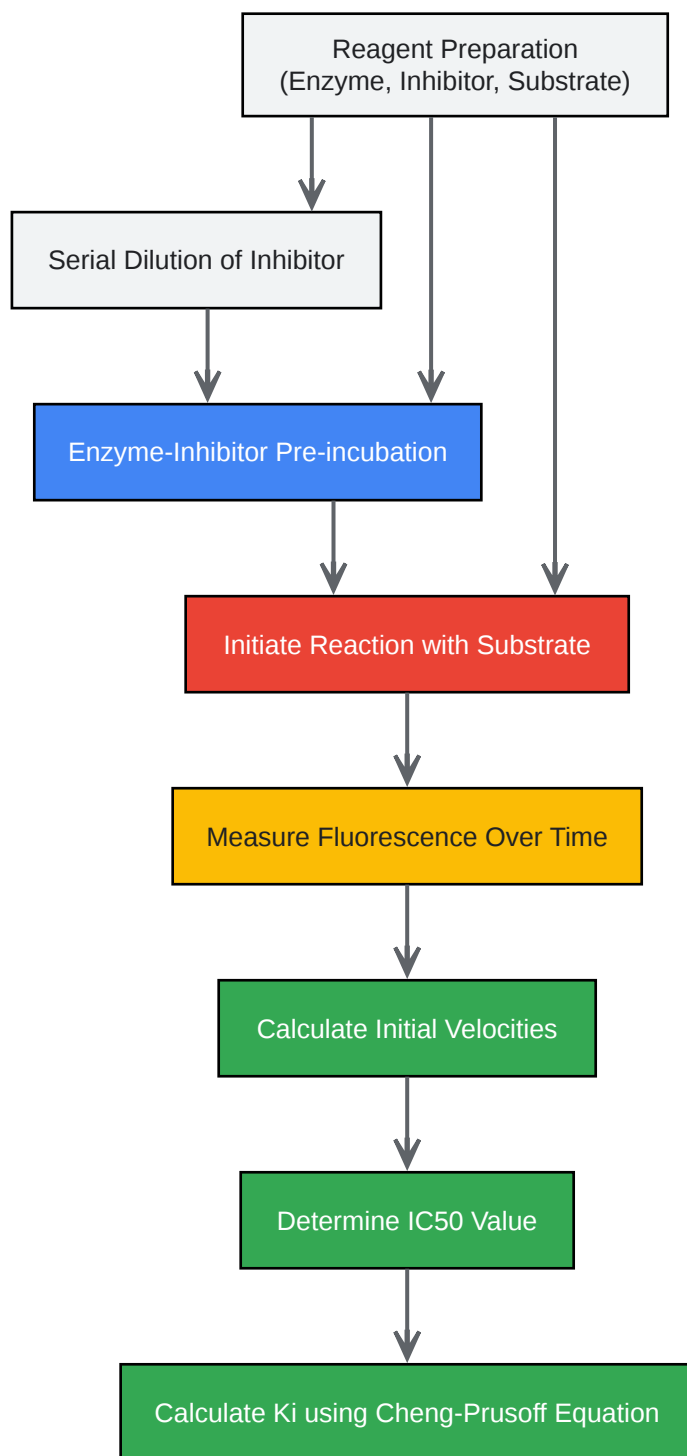 Reagent Preparation
(Enzyme, Inhibitor, Substrate)
Serial Dilution of Inhibitor
Enzyme-Inhibitor Pre-incubation
Initiate Reaction with Substrate
Measure Fluorescence Over Time
Calculate Initial Velocities
Determine IC50 Value
Calculate Ki using Cheng-Prusoff Equation